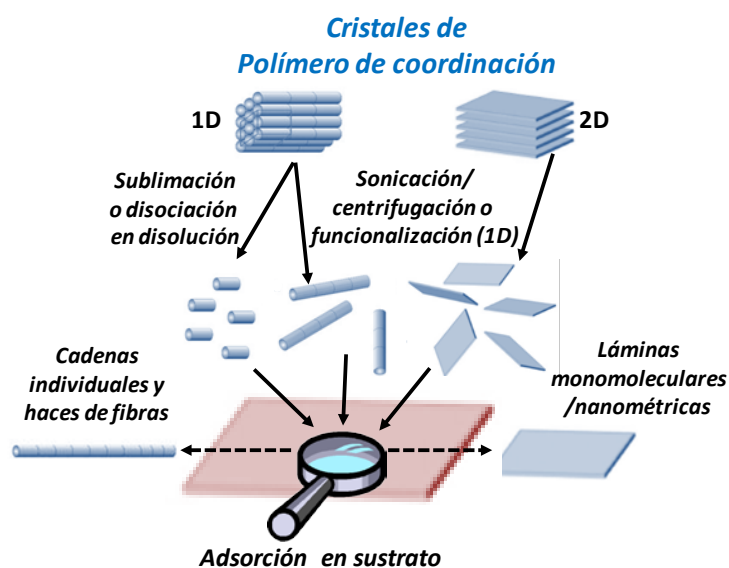 Cristales de
Polímero de coordinación
1D
2D
Sublimación
o disociación
en disolución
Sonicación/
centrifugación o
funcionalización (1D)
Cadenas
individuales y
haces de fibras
Láminas
monomoleculares
/nanométricas
Adsorción en sustrato